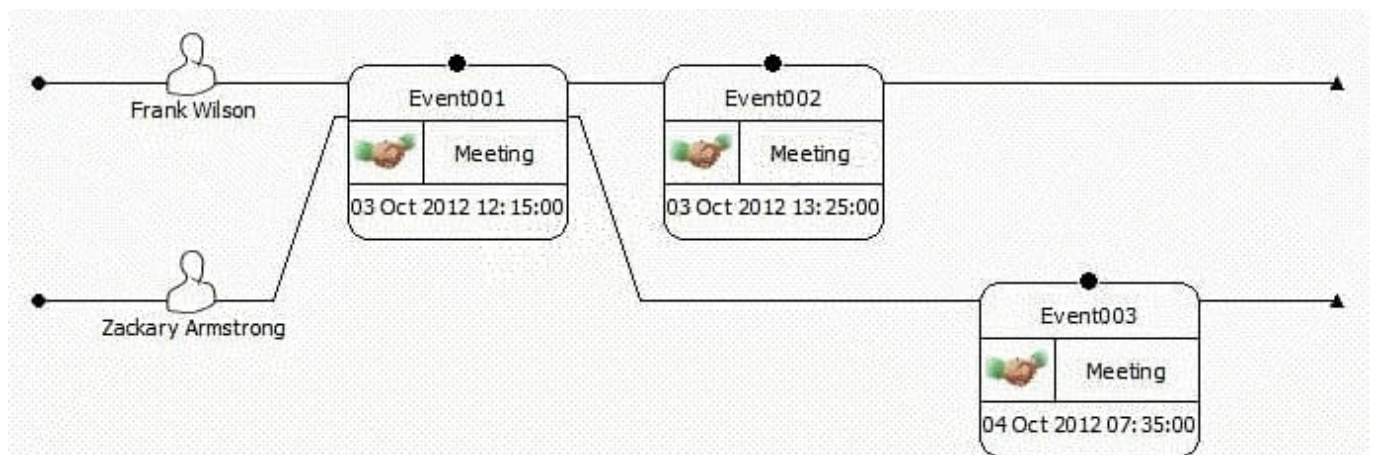 Frank Wilson
Event001
Meeting
03 Oct 2012 12:15:00
Event002
Meeting
03 Oct 2012 13:25:00
Zackary Armstrong
Event003
Meeting
04 Oct 2012 07:35:00